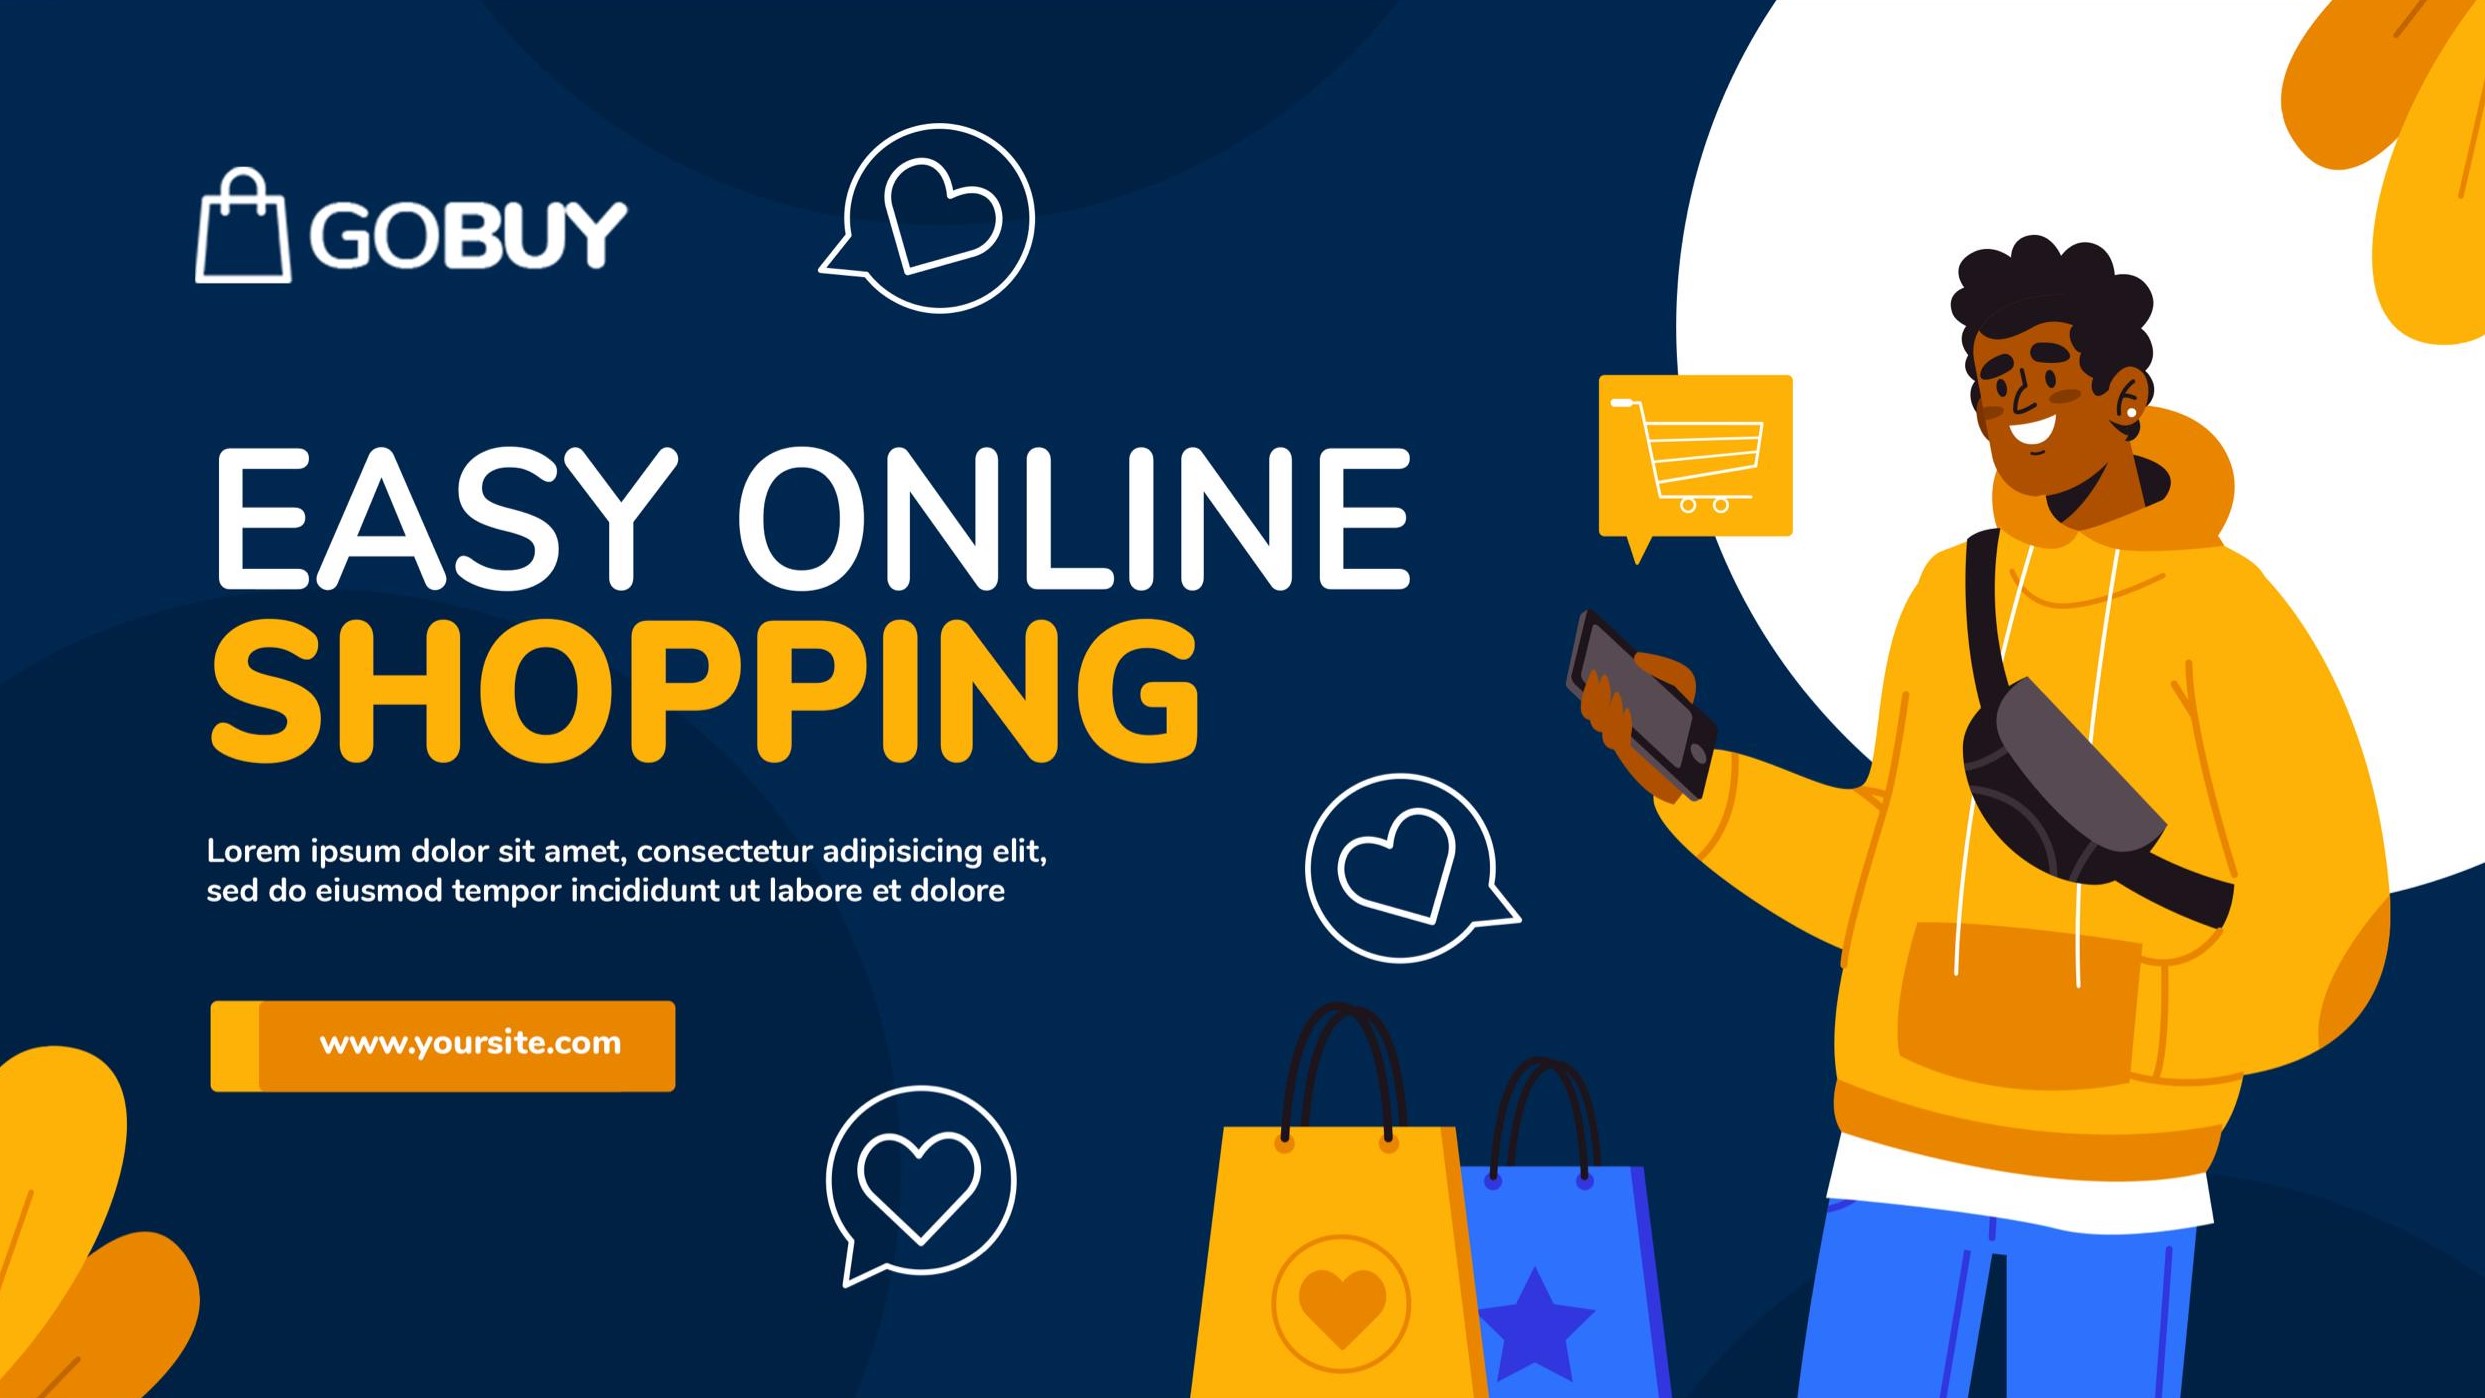 GOBUY
EASY ONLINE
SHOPPING
Lorem ipsum dolor sit amet, consectetur adipisicing elit,
sed do eiusmod tempor incididunt ut labore et dolore
www.yoursite.com